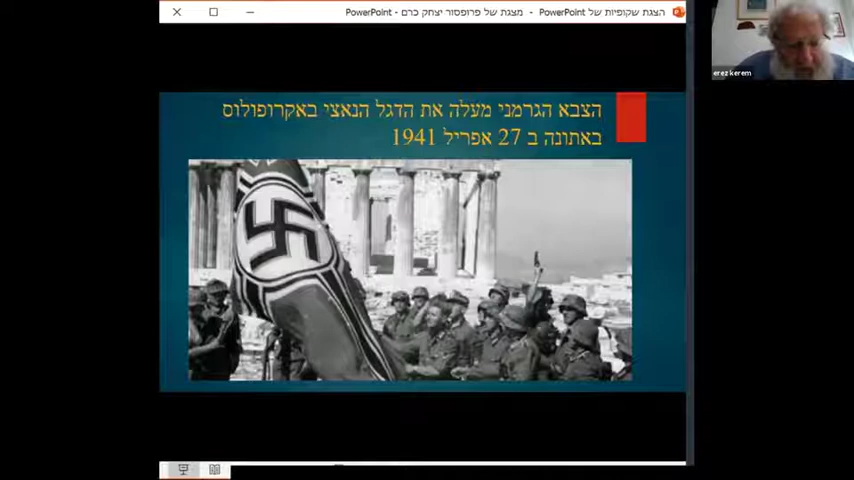 הצגת שקופיות של PowerPoint - מצגת של פרופסור יצחק כרם - PowerPoint
erez kerem
הצבא הגרמני מעלה את הדגל הנאצי באקרופולוס
באתונה ב 27 אפריל 1941